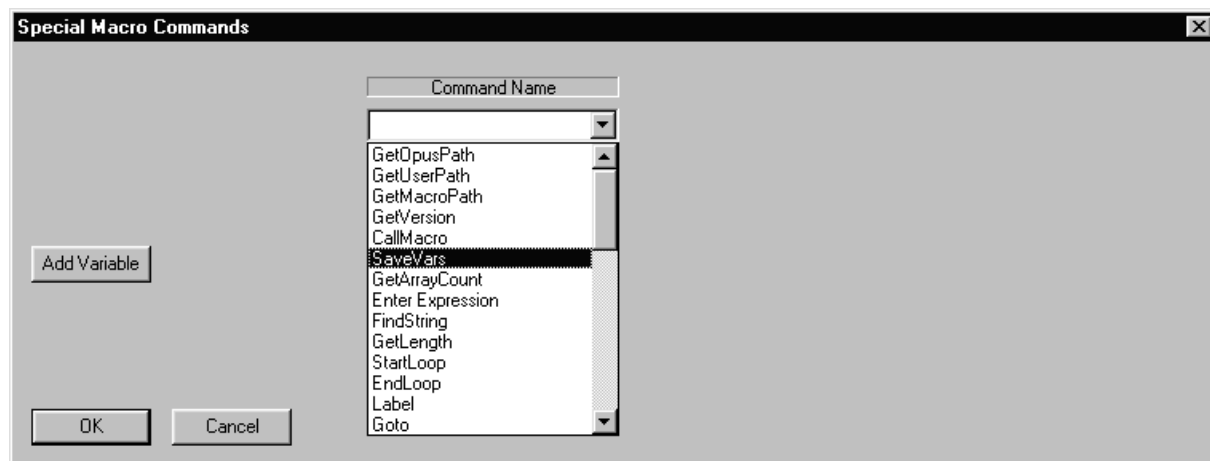 Special Macro Commands
Command Name
GetOpusPath
GetUserPath
GetMacroPath
GetVersion
CallMacro
SaveVars
GetArrayCount
Enter Expression
FindString
GetLength
StartLoop
EndLoop
Label
Goto
Add Variable
OK
Cancel